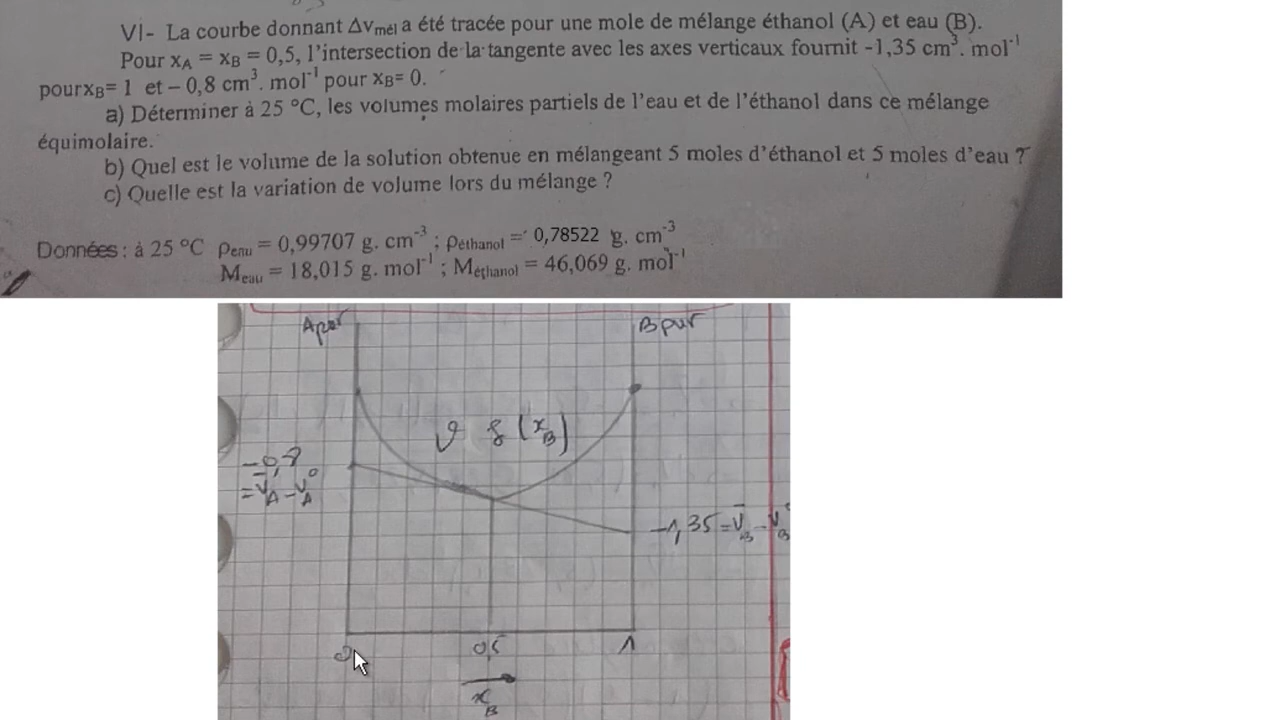 VI- La courbe donnant Δvmél a été tracée pour une mole de mélange éthanol (A) et eau (B).
Pour xA = xB = 0,5, l'intersection de la tangente avec les axes verticaux fournit -1,35 cm³. mol⁻¹
pourxB= 1 et – 0,8 cm³. mol⁻¹ pour xB= 0.
a) Déterminer à 25 °C, les volumes molaires partiels de l'eau et de l'éthanol dans ce mélange
équimolaire.
b) Quel est le volume de la solution obtenue en mélangeant 5 moles d'éthanol et 5 moles d'eau ?
c) Quelle est la variation de volume lors du mélange ?
Données : à 25 °C ρeau = 0,99707 g. cm⁻³ ; ρéthanol = 0,78522 g. cm⁻³
Meau = 18,015 g. mol⁻¹ ; Méthanol = 46,069 g. mol⁻¹
A pur B pur
f(xB)
-0,8
= VA - V°A
-1,35 = V̄B - V°B
0 0,5 1
xB